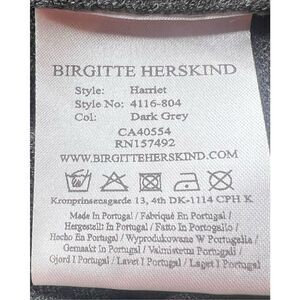 BIRGITTE HERSKIND
Style: Harriet
Style No: 4116-804
Col: Dark Grey
CA40554
RN157492
WWW.BIRGITTEHERSKIND.COM
Kronprinsensgade 13, 4th DK-1114 CPH K
Made In Portugal / Fabriqué En Portugal /
Hergestellt In Portugal / Fatto In Portogallo /
Hecho En Portugal / Wyprodukowane W Portugelia /
Gemaakt In Portugal / Valmistettu Portugali /
Gjord I Portugal / Lavet I Portugal / Laget I Portugal